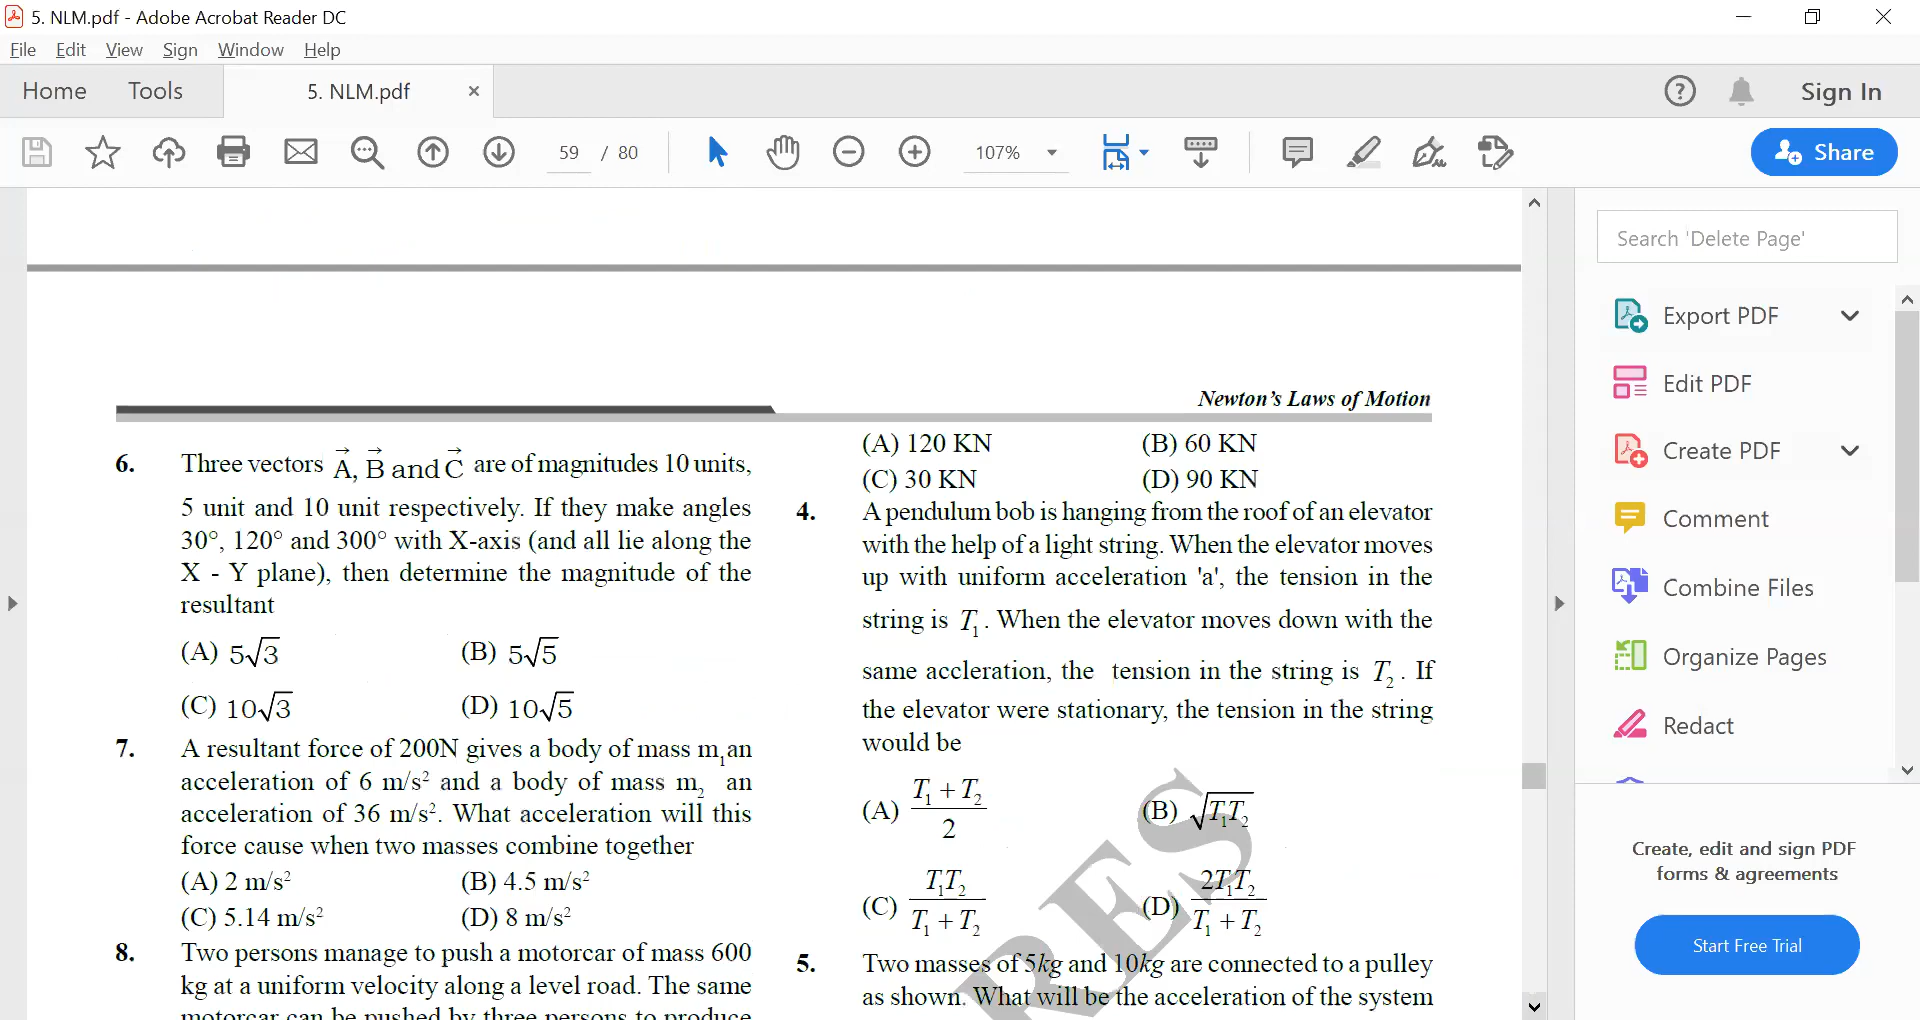 5. NLM.pdf - Adobe Acrobat Reader DC
File Edit View Sign Window Help
Home Tools 5. NLM.pdf × Sign In
59 / 80 107% Share
Newton's Laws of Motion
6. Three vectors A⃗, B⃗ and C⃗ are of magnitudes 10 units,
5 unit and 10 unit respectively. If they make angles
30°, 120° and 300° with X-axis (and all lie along the
X - Y plane), then determine the magnitude of the
resultant
(A) 5√3 (B) 5√5
(C) 10√3 (D) 10√5
7. A resultant force of 200N gives a body of mass m₁an
acceleration of 6 m/s² and a body of mass m₂ an
acceleration of 36 m/s². What acceleration will this
force cause when two masses combine together
(A) 2 m/s² (B) 4.5 m/s²
(C) 5.14 m/s² (D) 8 m/s²
8. Two persons manage to push a motorcar of mass 600
kg at a uniform velocity along a level road. The same
motorcar can be pushed by three persons to produce
(A) 120 KN (B) 60 KN
(C) 30 KN (D) 90 KN
4. A pendulum bob is hanging from the roof of an elevator
with the help of a light string. When the elevator moves
up with uniform acceleration 'a', the tension in the
string is T₁. When the elevator moves down with the
same accleration, the tension in the string is T₂. If
the elevator were stationary, the tension in the string
would be
(A) (T₁ + T₂)/2 (B) √T₁T₂
(C) T₁T₂/(T₁ + T₂) (D) 2T₁T₂/(T₁ + T₂)
5. Two masses of 5kg and 10kg are connected to a pulley
as shown. What will be the acceleration of the system
RES
Search 'Delete Page'
Export PDF
Edit PDF
Create PDF
Comment
Combine Files
Organize Pages
Redact
Create, edit and sign PDF
forms & agreements
Start Free Trial